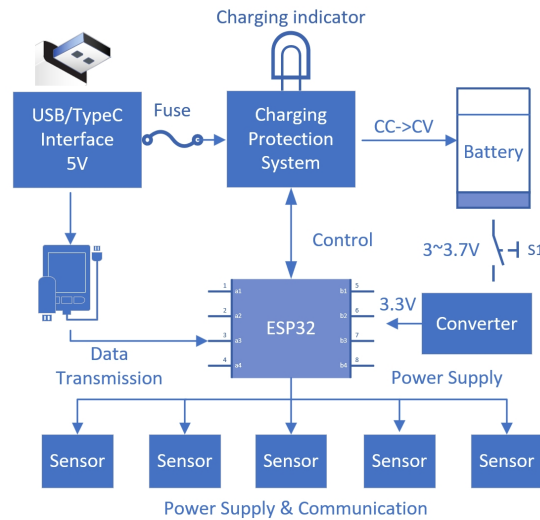 Charging indicator
USB/TypeC
Interface
5V
Fuse
Charging
Protection
System
CC->CV
Battery
Control
3~3.7V
S1
1
a1
b1
5
2
a2
b2
6
3
a3
b3
7
4
a4
b4
8
ESP32
3.3V
Converter
Data
Transmission
Power Supply
Sensor
Sensor
Sensor
Sensor
Sensor
Power Supply & Communication